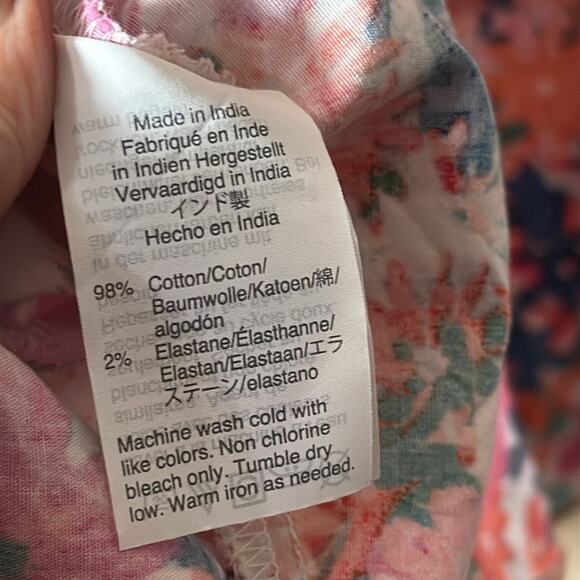 Made in India
Fabriqué en Inde
in Indien Hergestellt
Vervaardigd in India
インド製
Hecho en India
98% Cotton/Coton/
Baumwolle/Katoen/綿/
algodón
2% Elastane/Élasthanne/
Elastan/Elastaan/エラ
ステーン/elastano
Machine wash cold with
like colors. Non chlorine
bleach only. Tumble dry
low. Warm iron as needed.